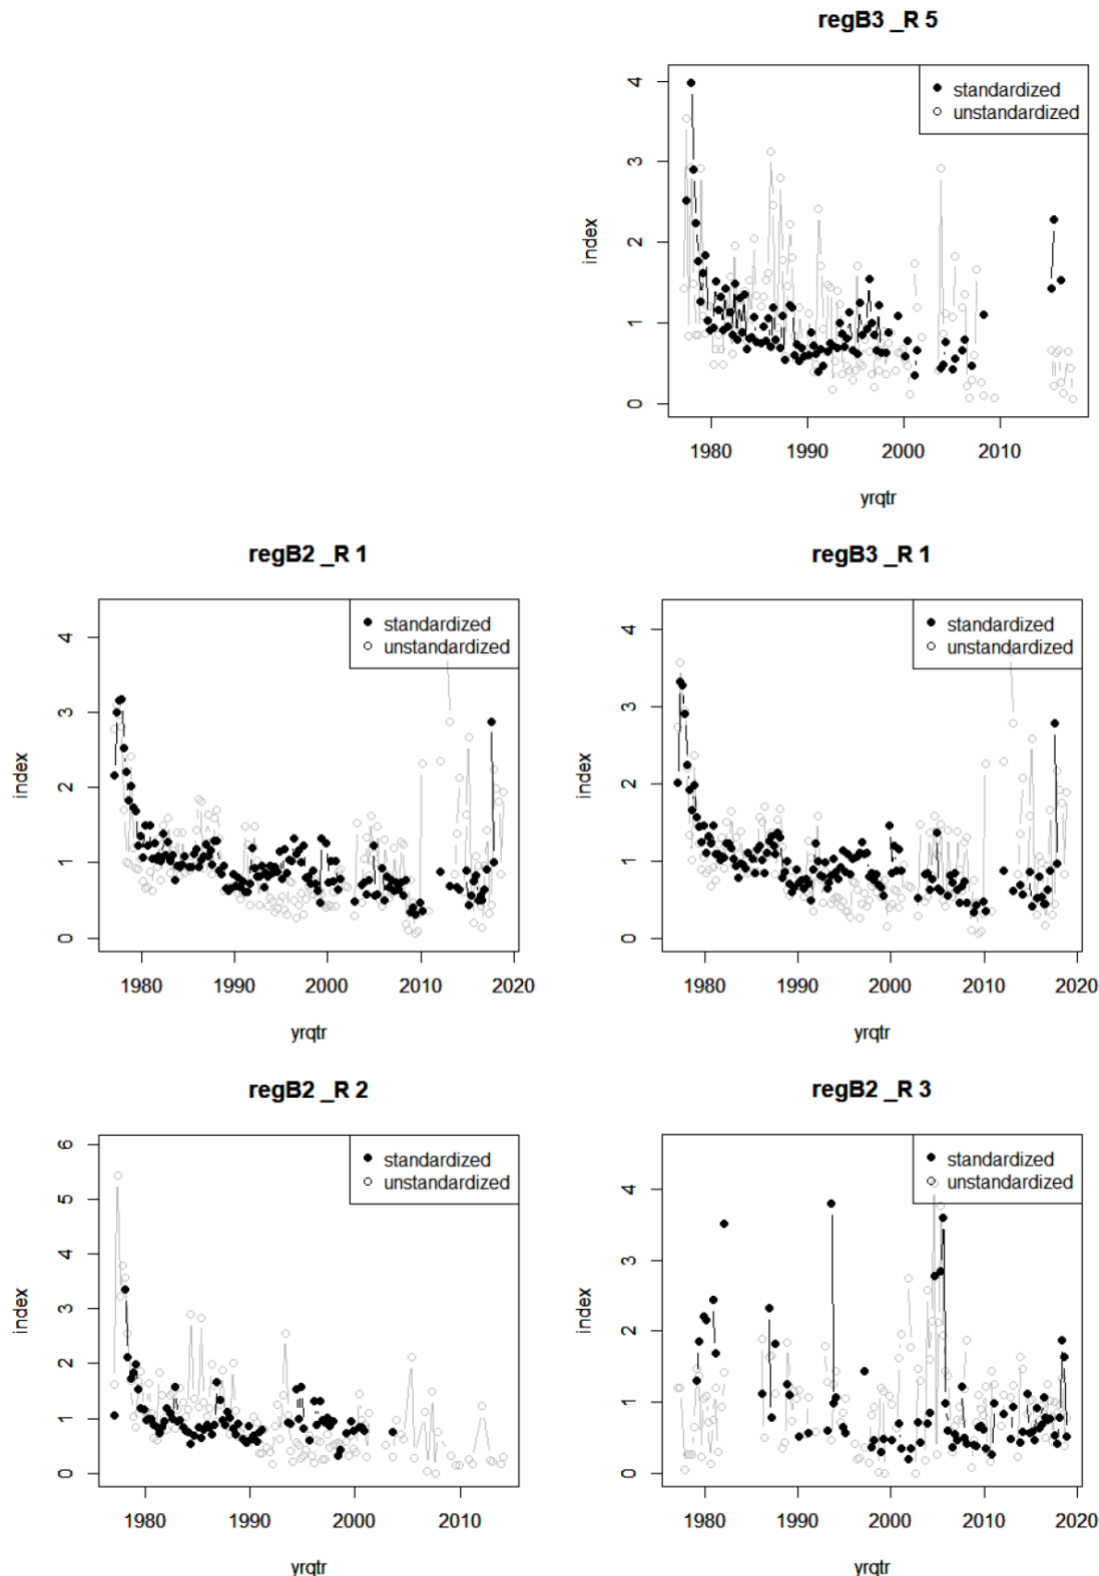 regB3 _R 5
standardized
unstandardized
index
4
3
2
1
0
1980 1990 2000 2010
yrqtr
regB2 _R 1
standardized
unstandardized
index
4
3
2
1
0
1980 1990 2000 2010 2020
yrqtr
regB3 _R 1
standardized
unstandardized
index
4
3
2
1
0
1980 1990 2000 2010 2020
yrqtr
regB2 _R 2
standardized
unstandardized
index
6
5
4
3
2
1
0
1980 1990 2000 2010
yrqtr
regB2 _R 3
standardized
unstandardized
index
4
3
2
1
0
1980 1990 2000 2010 2020
yrqtr